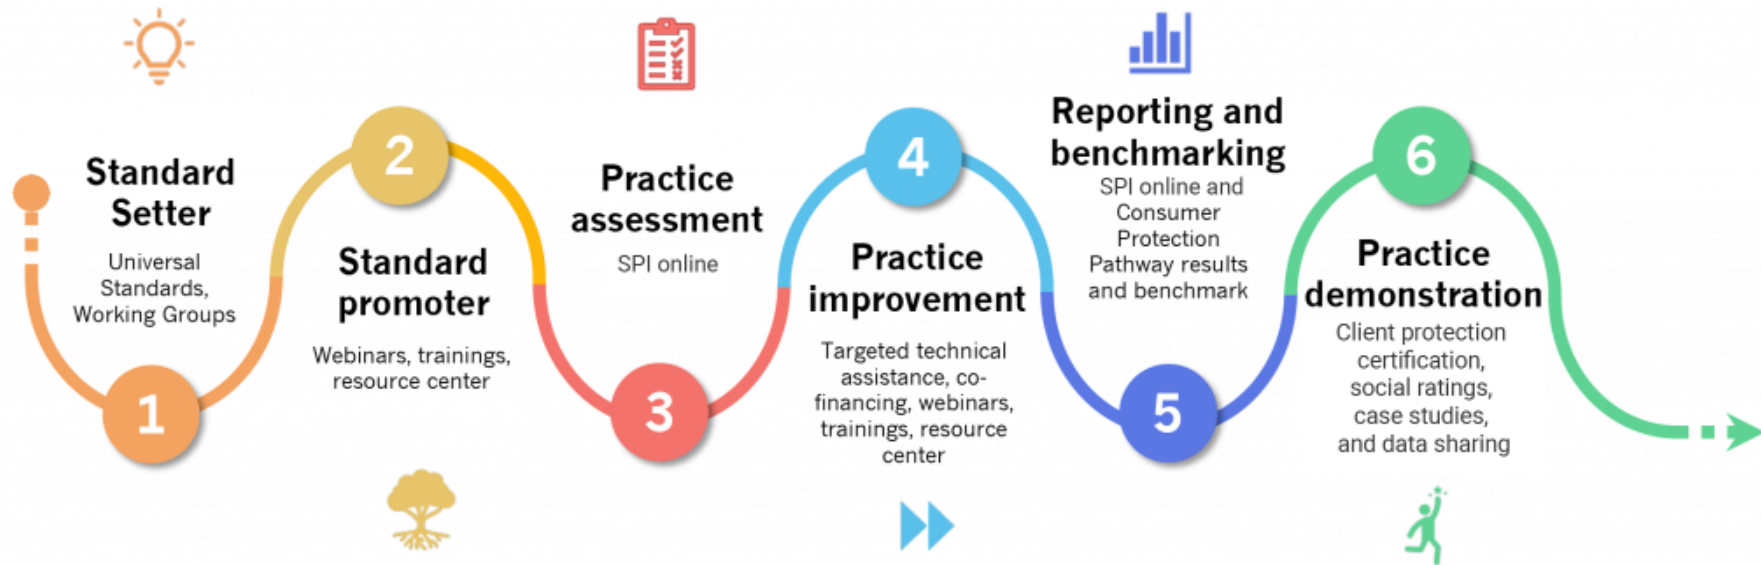 Standard
Setter
Universal
Standards,
Working Groups
1
2
Standard
promoter
Webinars, trainings,
resource center
Practice
assessment
SPI online
3
4
Practice
improvement
Targeted technical
assistance, co-
financing, webinars,
trainings, resource
center
Reporting and
benchmarking
SPI online and
Consumer
Protection
Pathway results
and benchmark
5
6
Practice
demonstration
Client protection
certification,
social ratings,
case studies,
and data sharing